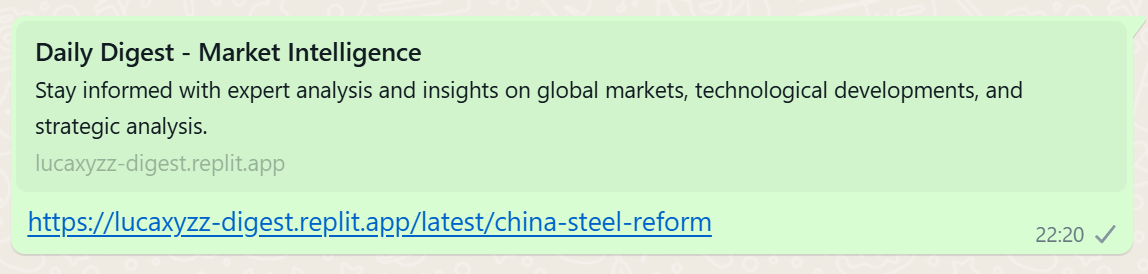 Daily Digest - Market Intelligence
Stay informed with expert analysis and insights on global markets, technological developments, and
strategic analysis.
lucaxyzz-digest.replit.app
https://lucaxyzz-digest.replit.app/latest/china-steel-reform
22:20